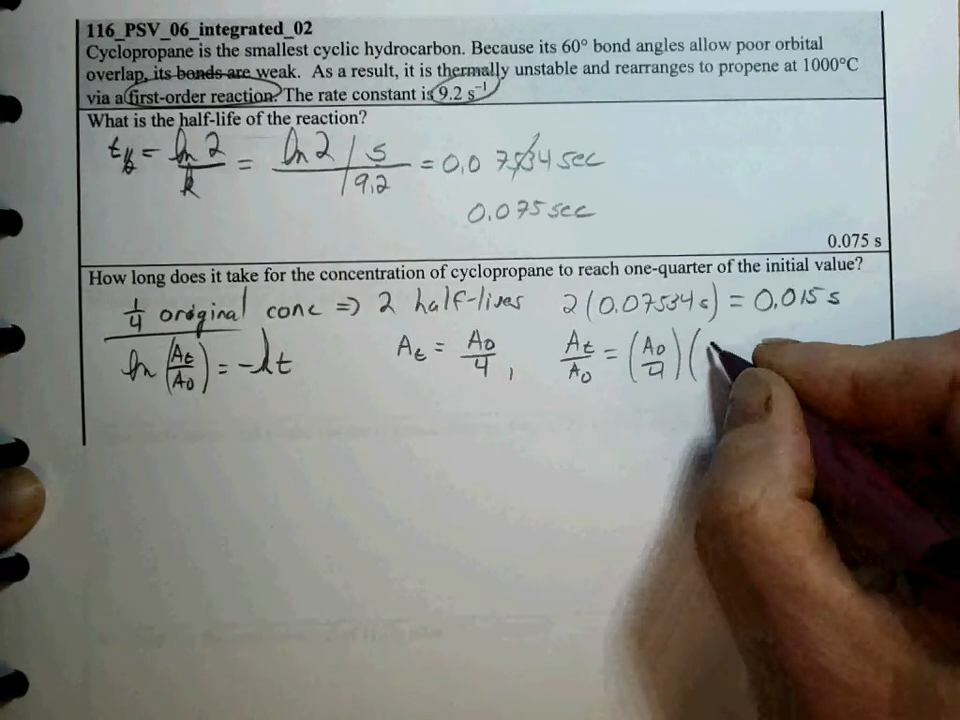 116_PSV_06_integrated_02
Cyclopropane is the smallest cyclic hydrocarbon. Because its 60° bond angles allow poor orbital
overlap, its bonds are weak. As a result, it is thermally unstable and rearranges to propene at 1000°C
via a first-order reaction. The rate constant is 9.2 s⁻¹
What is the half-life of the reaction?
t½ = ln 2 / k = ln 2 | s / | 9.2 = 0.07534 sec
0.075 sec
0.075 s
How long does it take for the concentration of cyclopropane to reach one-quarter of the initial value?
1/4 original conc => 2 half-lives 2(0.07534 s) = 0.015 s
ln (At/A0) = -λt At = A0/4, At/A0 = (A0/4)(